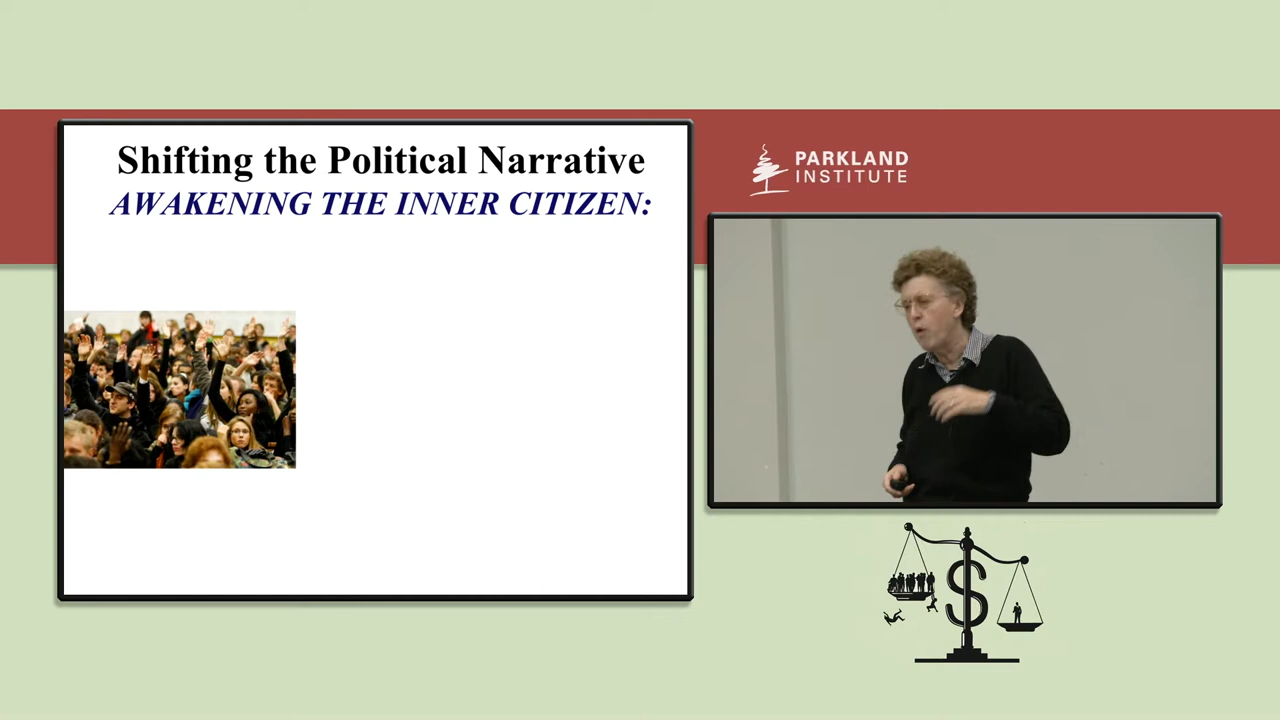 Shifting the Political Narrative
AWAKENING THE INNER CITIZEN:
PARKLAND
INSTITUTE
$